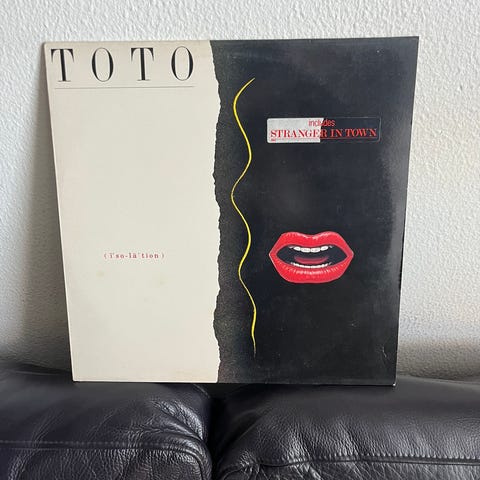 TOTO
(i'so-lā'tion)
includes
STRANGER IN TOWN